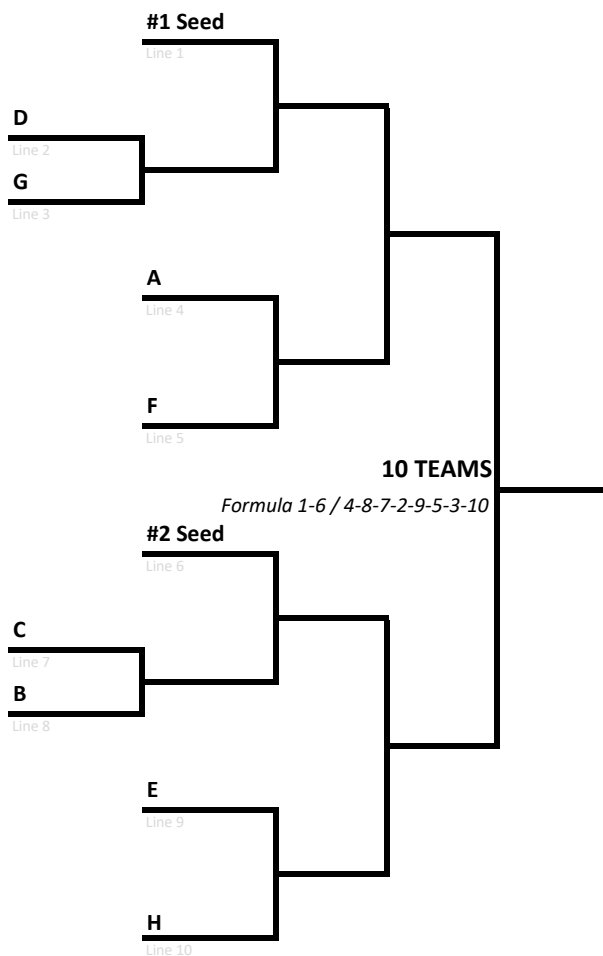 #1 Seed
Line 1
D
Line 2
G
Line 3
A
Line 4
F
Line 5
10 TEAMS
Formula 1-6 / 4-8-7-2-9-5-3-10
#2 Seed
Line 6
C
Line 7
B
Line 8
E
Line 9
H
Line 10